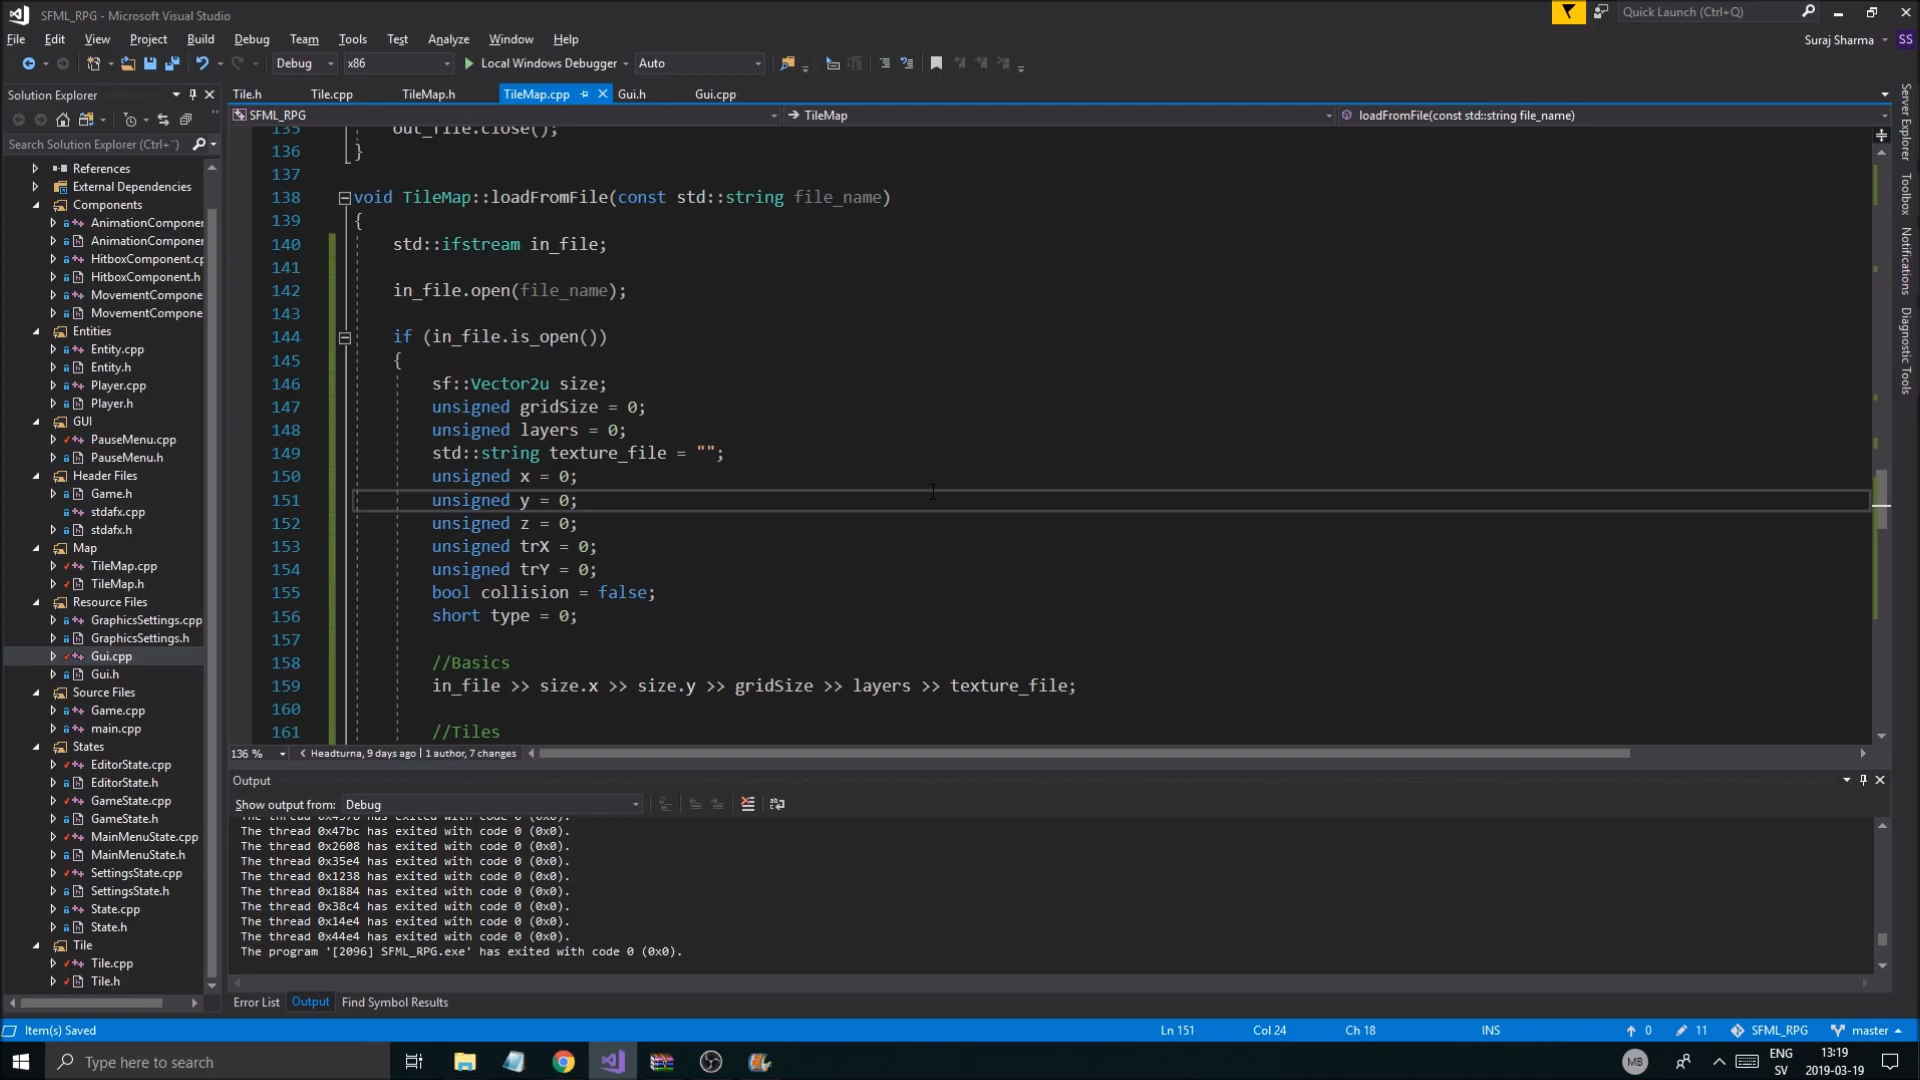 SFML_RPG - Microsoft Visual Studio
Quick Launch (Ctrl+Q)
File Edit View Project Build Debug Team Tools Test Analyze Window Help
Suraj Sharma SS
Debug x86 Local Windows Debugger Auto
Solution Explorer
Tile.h Tile.cpp TileMap.h TileMap.cpp Gui.h Gui.cpp
SFML_RPG TileMap loadFromFile(const std::string file_name)
Search Solution Explorer (Ctrl+¨)
References
External Dependencies
Components
AnimationComponer
AnimationComponer
HitboxComponent.cp
HitboxComponent.h
MovementCompone
MovementCompone
Entities
Entity.cpp
Entity.h
Player.cpp
Player.h
GUI
PauseMenu.cpp
PauseMenu.h
Header Files
Game.h
stdafx.cpp
stdafx.h
Map
TileMap.cpp
TileMap.h
Resource Files
GraphicsSettings.cpp
GraphicsSettings.h
Gui.cpp
Gui.h
Source Files
Game.cpp
main.cpp
States
EditorState.cpp
EditorState.h
GameState.cpp
GameState.h
MainMenuState.cpp
MainMenuState.h
SettingsState.cpp
SettingsState.h
State.cpp
State.h
Tile
Tile.cpp
Tile.h
135 out_file.close();
136 }
137
138 void TileMap::loadFromFile(const std::string file_name)
139 {
140 std::ifstream in_file;
141
142 in_file.open(file_name);
143
144 if (in_file.is_open())
145 {
146 sf::Vector2u size;
147 unsigned gridSize = 0;
148 unsigned layers = 0;
149 std::string texture_file = "";
150 unsigned x = 0;
151 unsigned y = 0;
152 unsigned z = 0;
153 unsigned trX = 0;
154 unsigned trY = 0;
155 bool collision = false;
156 short type = 0;
157
158 //Basics
159 in_file >> size.x >> size.y >> gridSize >> layers >> texture_file;
160
161 //Tiles
136 % Headturna, 9 days ago | 1 author, 7 changes
Server Explorer
Toolbox
Notifications
Diagnostic Tools
Output
Show output from: Debug
The thread 0x47bc has exited with code 0 (0x0).
The thread 0x2608 has exited with code 0 (0x0).
The thread 0x35e4 has exited with code 0 (0x0).
The thread 0x1238 has exited with code 0 (0x0).
The thread 0x1884 has exited with code 0 (0x0).
The thread 0x38c4 has exited with code 0 (0x0).
The thread 0x14e4 has exited with code 0 (0x0).
The thread 0x44e4 has exited with code 0 (0x0).
The program '[2096] SFML_RPG.exe' has exited with code 0 (0x0).
Error List Output Find Symbol Results
Item(s) Saved Ln 151 Col 24 Ch 18 INS 0 11 SFML_RPG master
Type here to search
MB
ENG
SV
13:19
2019-03-19